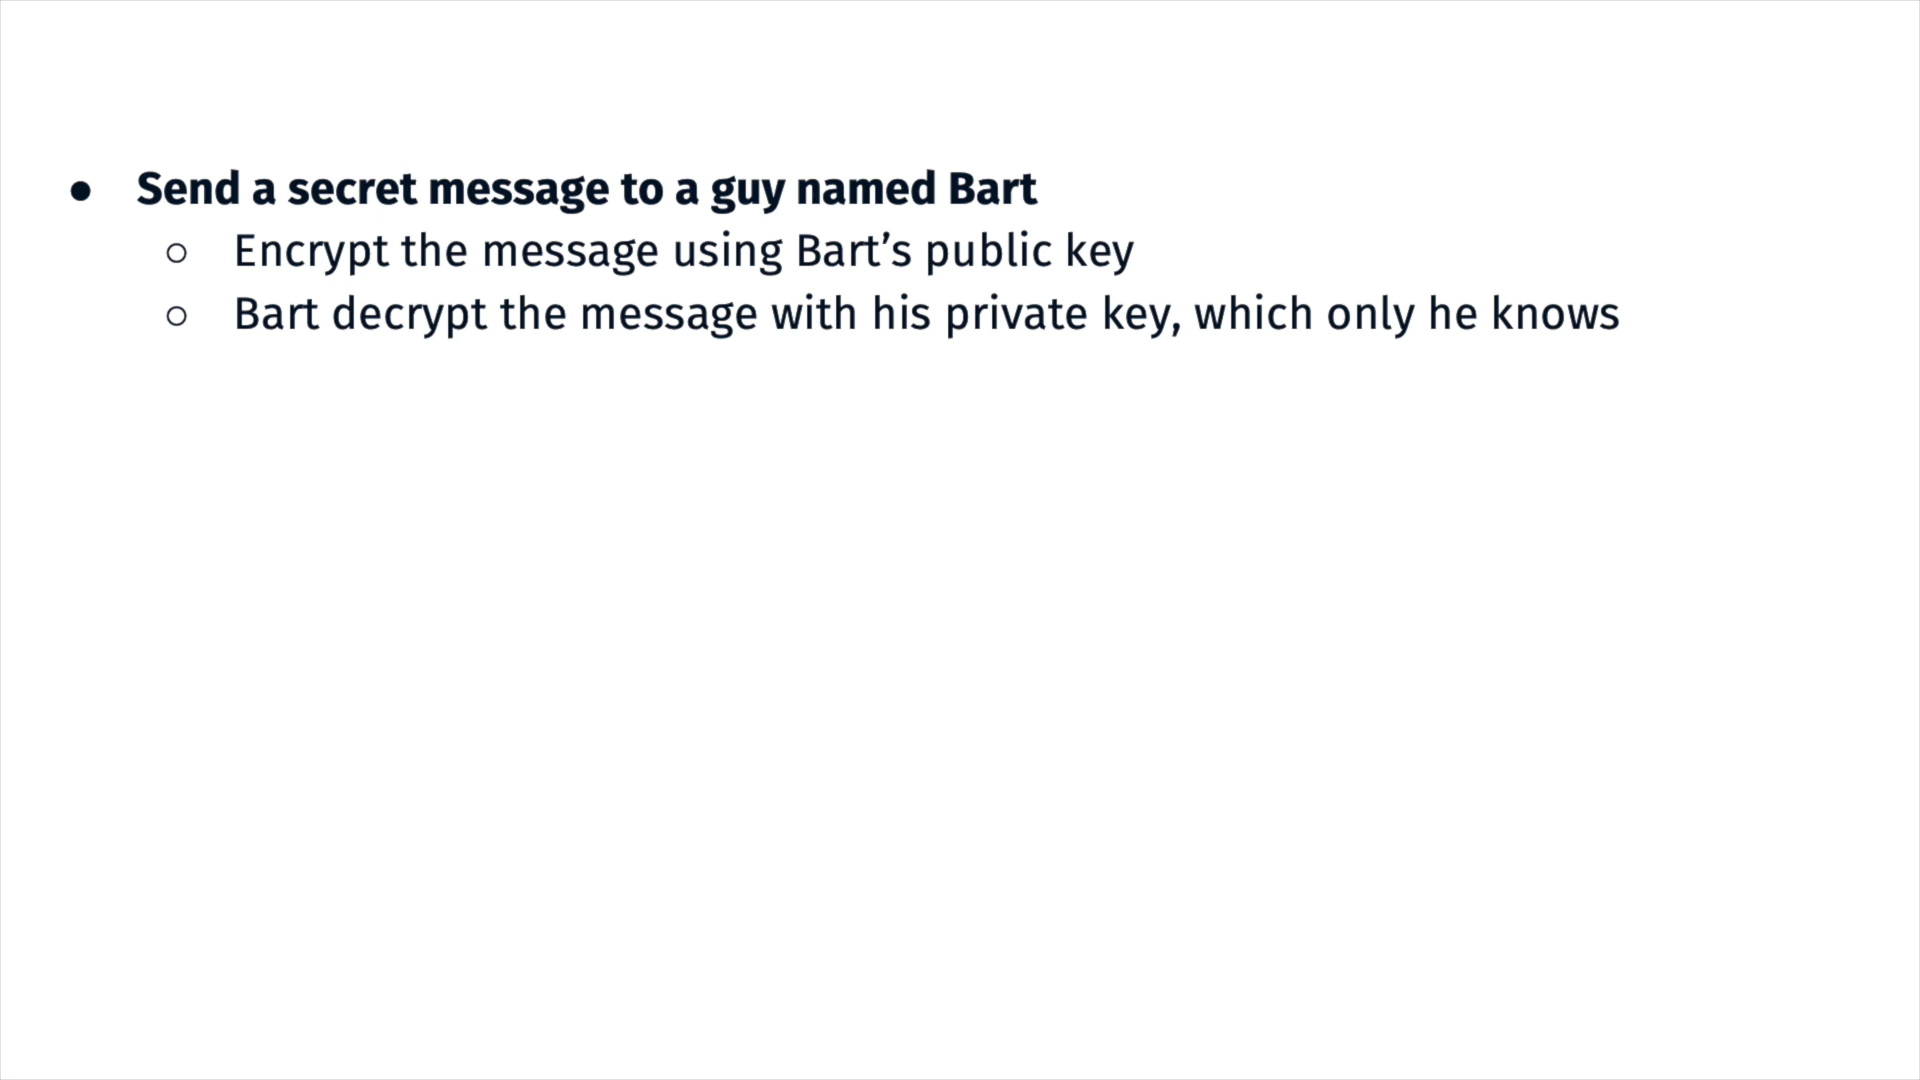 ● Send a secret message to a guy named Bart
○ Encrypt the message using Bart’s public key
○ Bart decrypt the message with his private key, which only he knows